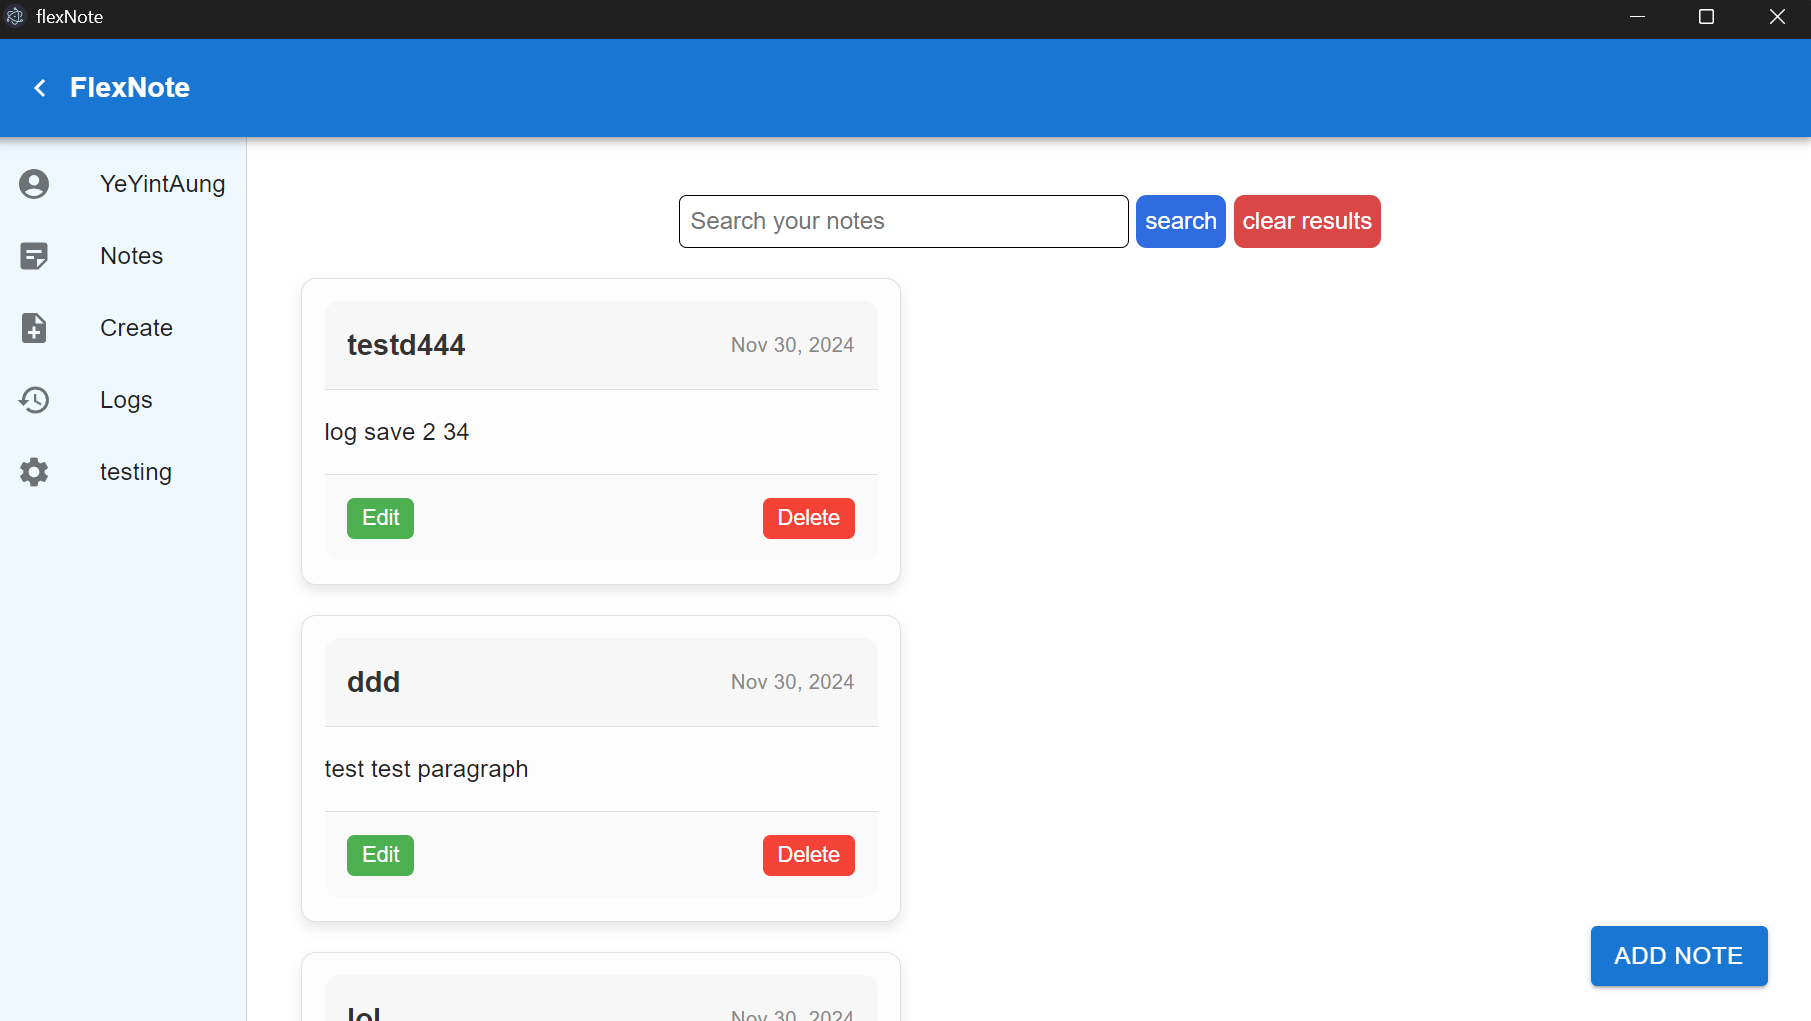 flexNote
FlexNote
YeYintAung
Notes
Create
Logs
testing
Search your notes
search
clear results
testd444
Nov 30, 2024
log save 2 34
Edit
Delete
ddd
Nov 30, 2024
test test paragraph
Edit
Delete
lol
Nov 30, 2024
ADD NOTE